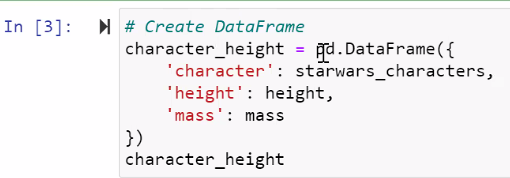 In [3]:
# Create DataFrame
character_height = pd.DataFrame({
    'character': starwars_characters,
    'height': height,
    'mass': mass
})
character_height